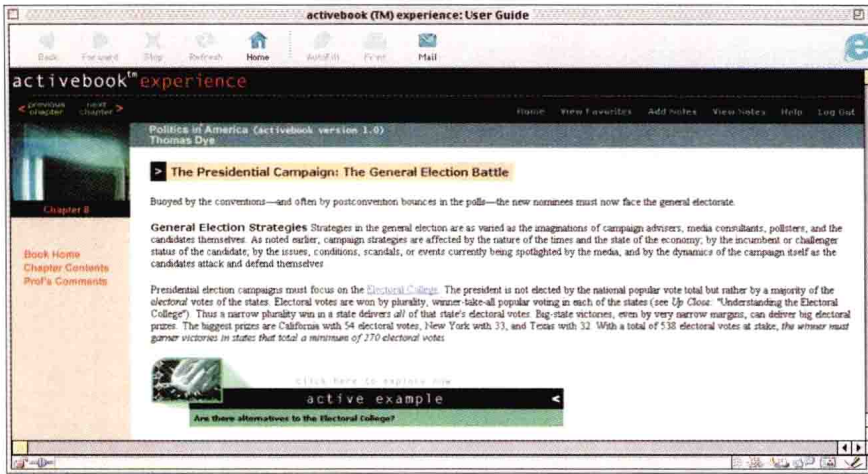 activebook (TM) experience: User Guide
Back Forward Stop Refresh Home AutoFill Print Mail
activebook™ experience
< previous chapter next chapter >
Home View Favorites Add Notes View Notes Help Log Out
Politics in America (activebook version 1.0)
Thomas Dye
Chapter 8
Book Home
Chapter Contents
Prof's Comments
> The Presidential Campaign: The General Election Battle
Buoyed by the conventions—and often by postconvention bounces in the polls—the new nominees must now face the general electorate.
General Election Strategies Strategies in the general election are as varied as the imaginations of campaign advisers, media consultants, pollsters, and the
candidates themselves. As noted earlier, campaign strategies are affected by the nature of the times and the state of the economy; by the incumbent or challenger
status of the candidate; by the issues, conditions, scandals, or events currently being spotlighted by the media; and by the dynamics of the campaign itself as the
candidates attack and defend themselves
Presidential election campaigns must focus on the Electoral College. The president is not elected by the national popular vote total but rather by a majority of the
electoral votes of the states. Electoral votes are won by plurality, winner-take-all popular voting in each of the states (see Up Close: "Understanding the Electoral
College"). Thus a narrow plurality win in a state delivers all of that state's electoral votes. Big-state victories, even by very narrow margins, can deliver big electoral
prizes. The biggest prizes are California with 54 electoral votes, New York with 33, and Texas with 32. With a total of 538 electoral votes at stake, the winner must
garner victories in states that total a minimum of 270 electoral votes
click here to explore now
active example <
Are there alternatives to the Electoral College?